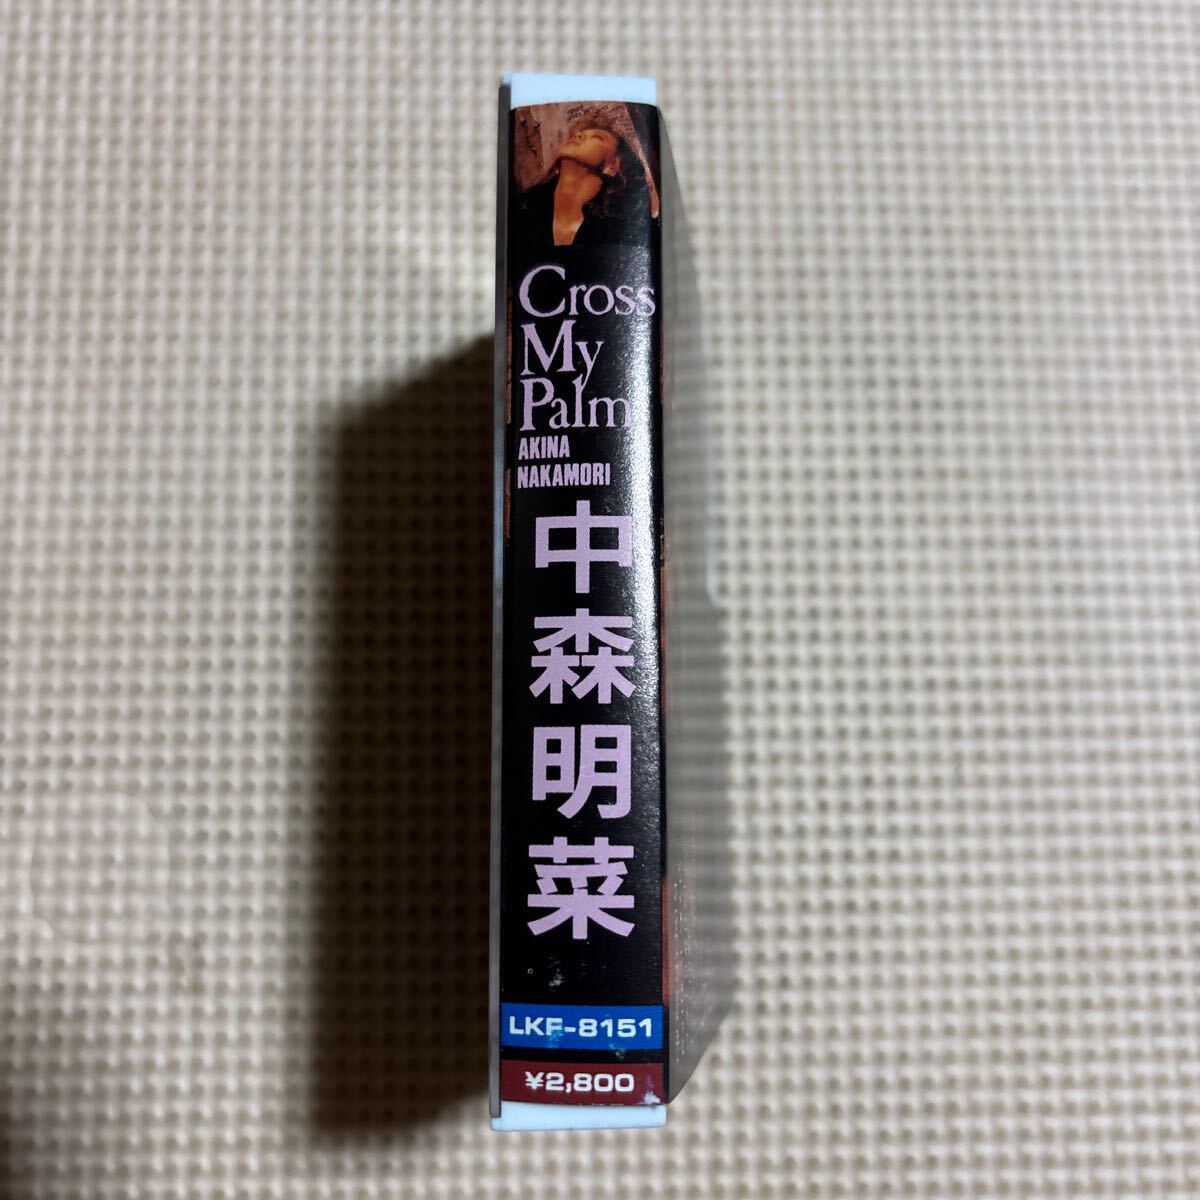 Cross
My
Palm
AKINA
NAKAMORI
中森明菜
LKF-8151
¥2,800